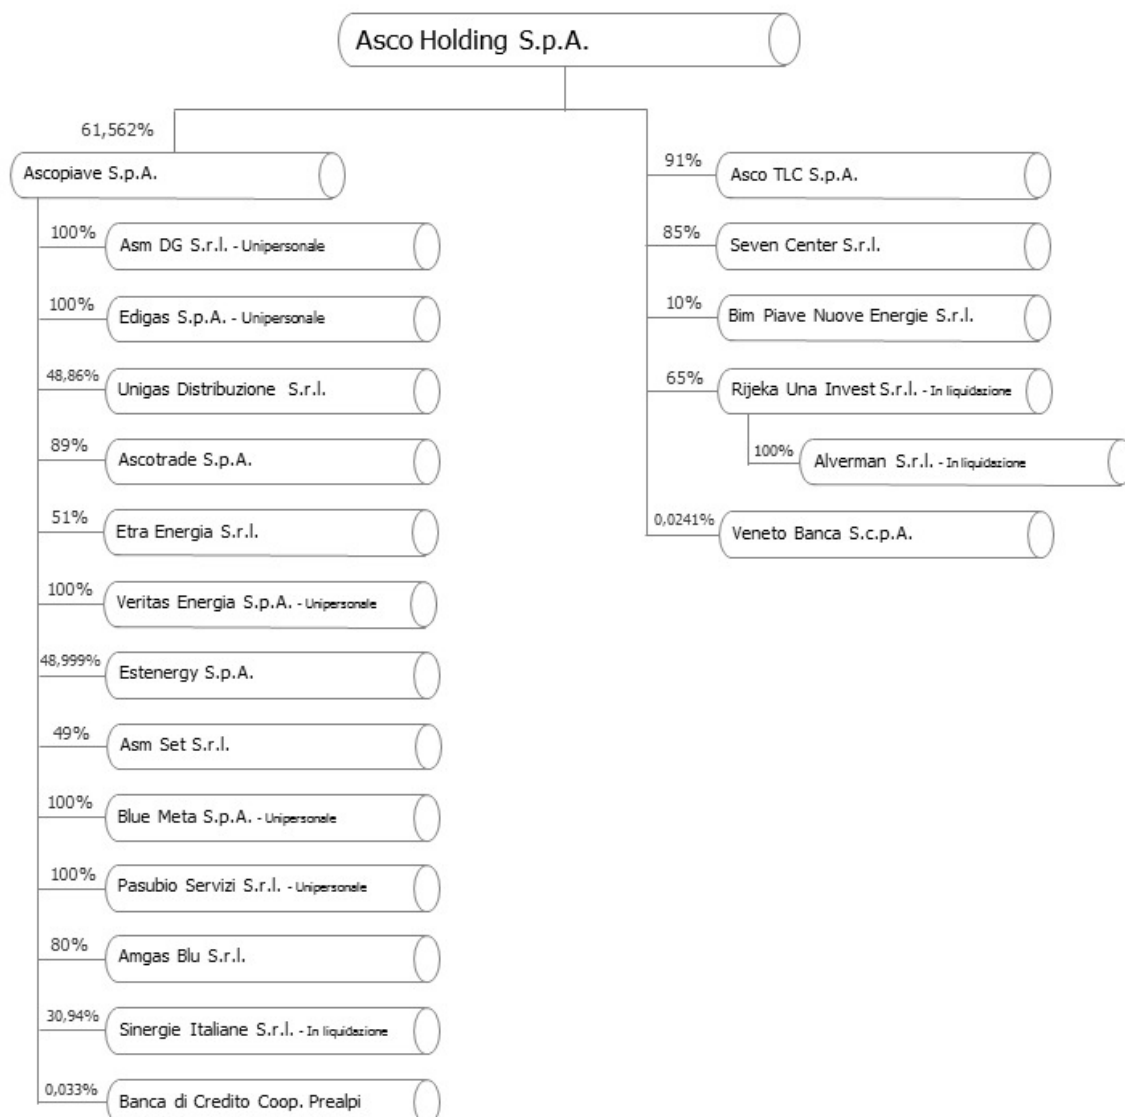 Asco Holding S.p.A.
61,562%
Ascopiave S.p.A.
100%
Asm DG S.r.l. - Unipersonale
100%
Edigas S.p.A. - Unipersonale
48,86%
Unigas Distribuzione S.r.l.
89%
Ascotrade S.p.A.
51%
Etra Energia S.r.l.
100%
Veritas Energia S.p.A. - Unipersonale
48,999%
Estenergy S.p.A.
49%
Asm Set S.r.l.
100%
Blue Meta S.p.A. - Unipersonale
100%
Pasubio Servizi S.r.l. - Unipersonale
80%
Amgas Blu S.r.l.
30,94%
Sinergie Italiane S.r.l. - In liquidazione
0,033%
Banca di Credito Coop. Prealpi
91%
Asco TLC S.p.A.
85%
Seven Center S.r.l.
10%
Bim Piave Nuove Energie S.r.l.
65%
Rijeka Una Invest S.r.l. - In liquidazione
100%
Alverman S.r.l. - In liquidazione
0,0241%
Veneto Banca S.c.p.A.